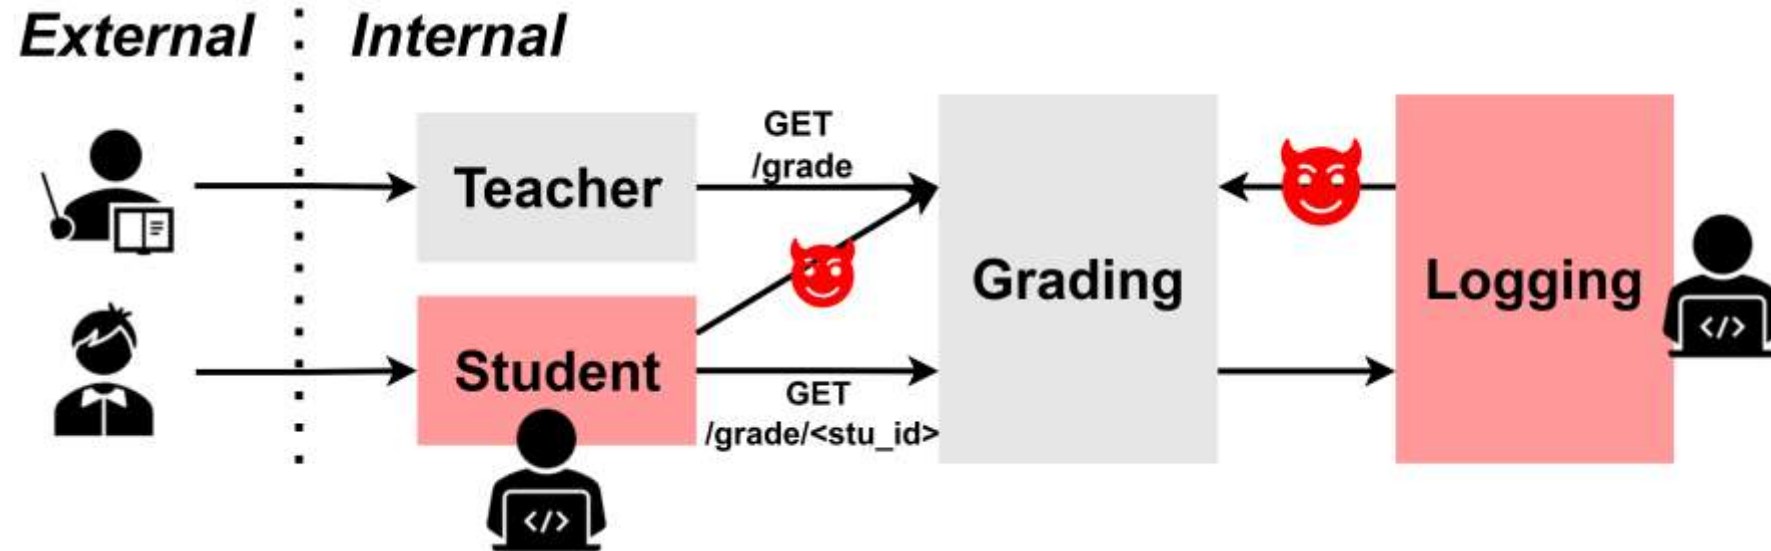 External
Internal
Teacher
GET
/grade
Student
GET
/grade/<stu_id>
Grading
Logging
</>
</>